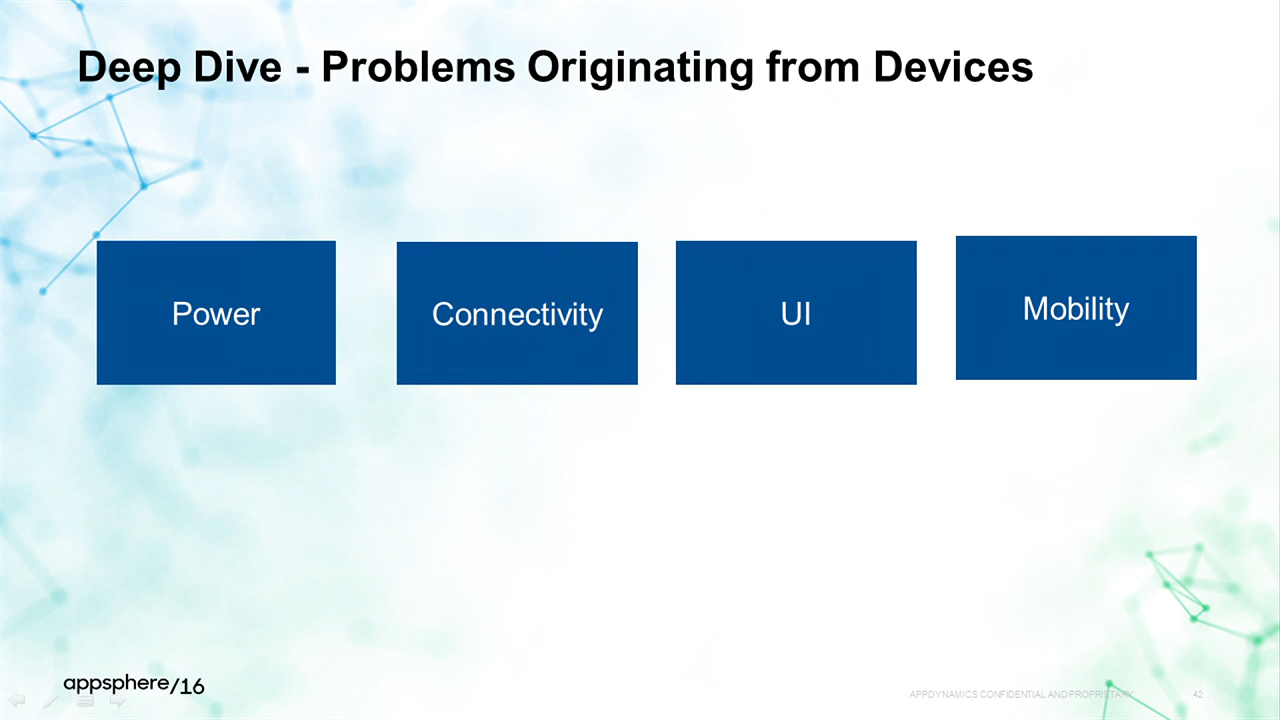 Deep Dive - Problems Originating from Devices
Power
Connectivity
UI
Mobility
appsphere/16
APPDYNAMICS CONFIDENTIAL AND PROPRIETARY
42